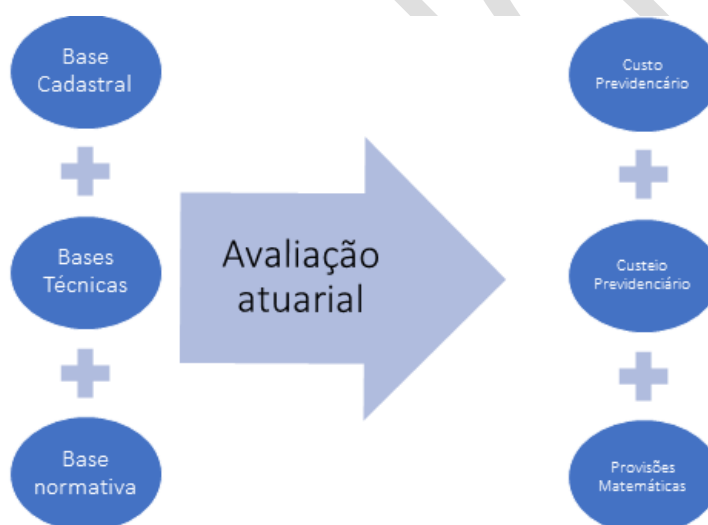 Base
Cadastral
Bases
Técnicas
Base
normativa
Avaliação
atuarial
Custo
Previdencário
Custeio
Previdenciário
Provisões
Matemáticas